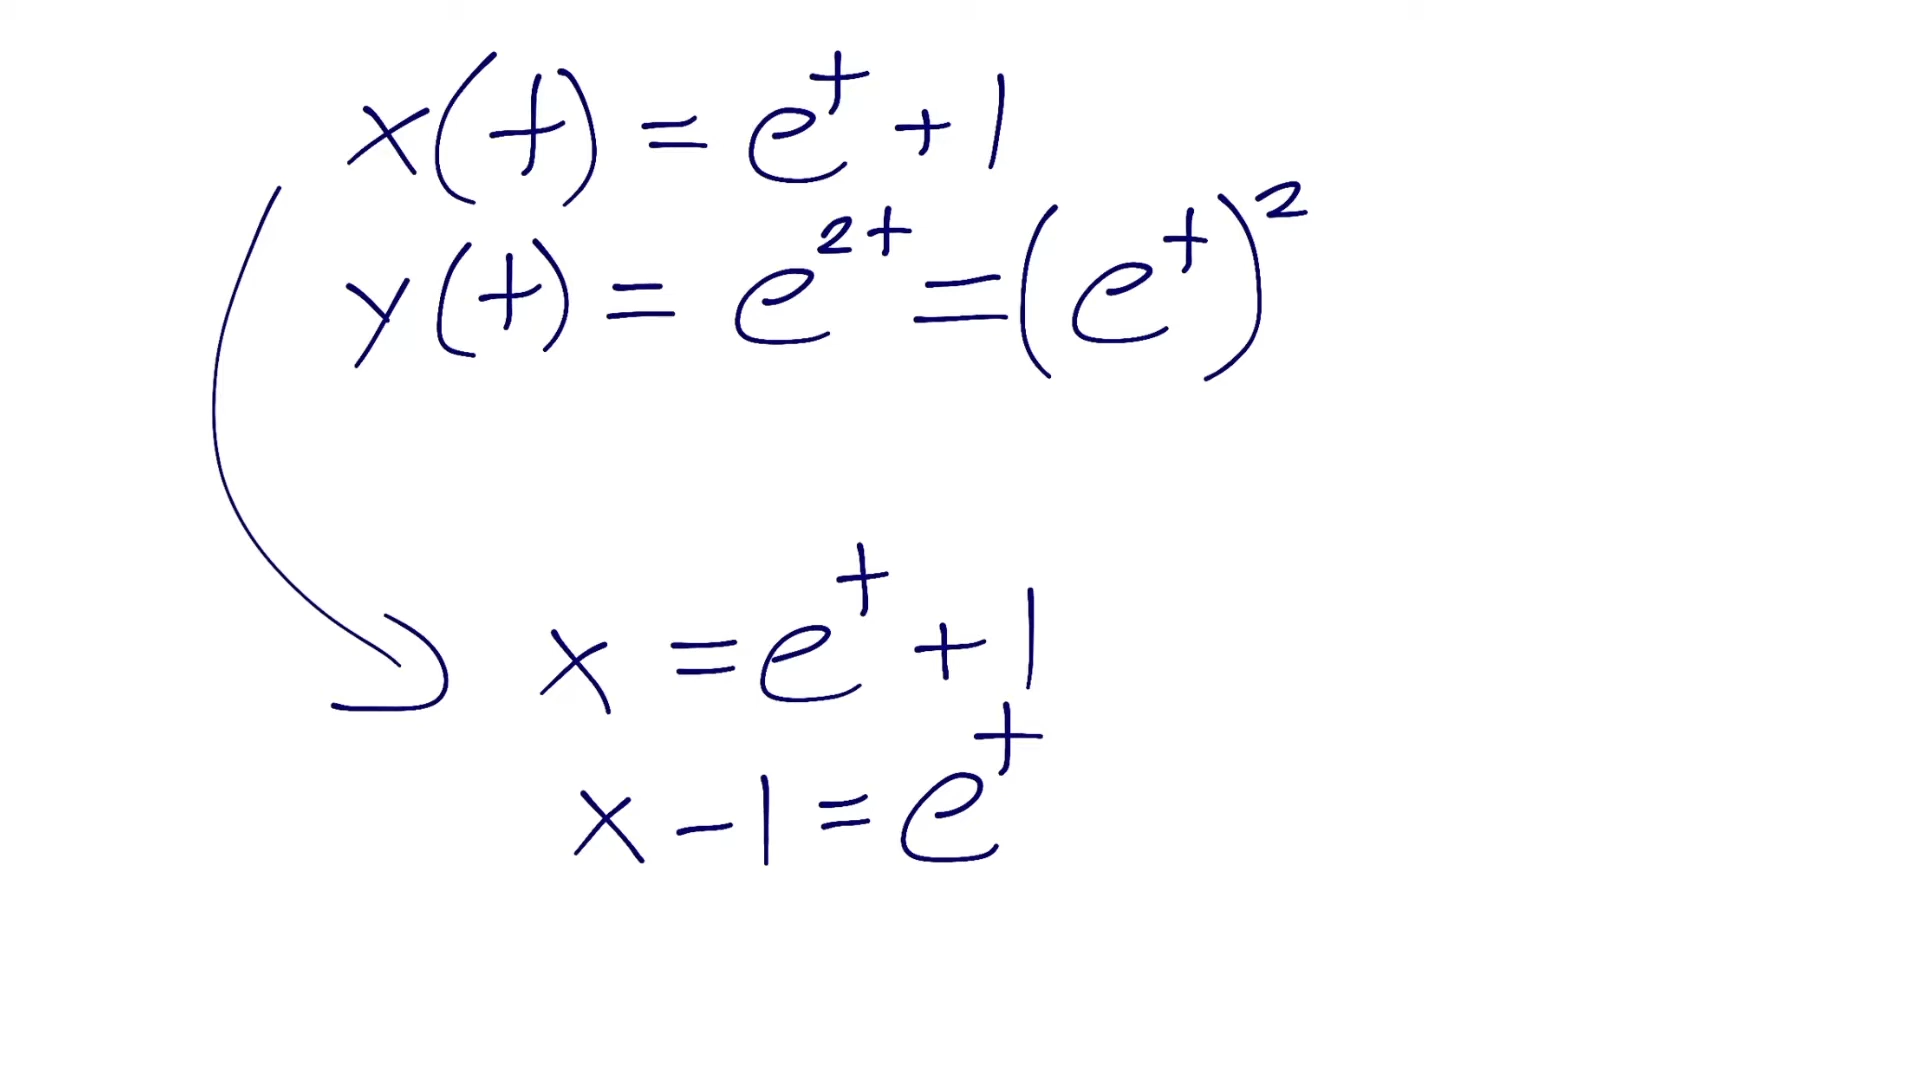 x(t) = e^t + 1
y(t) = e^{2t} = (e^t)^2
x = e^t + 1
x - 1 = e^t